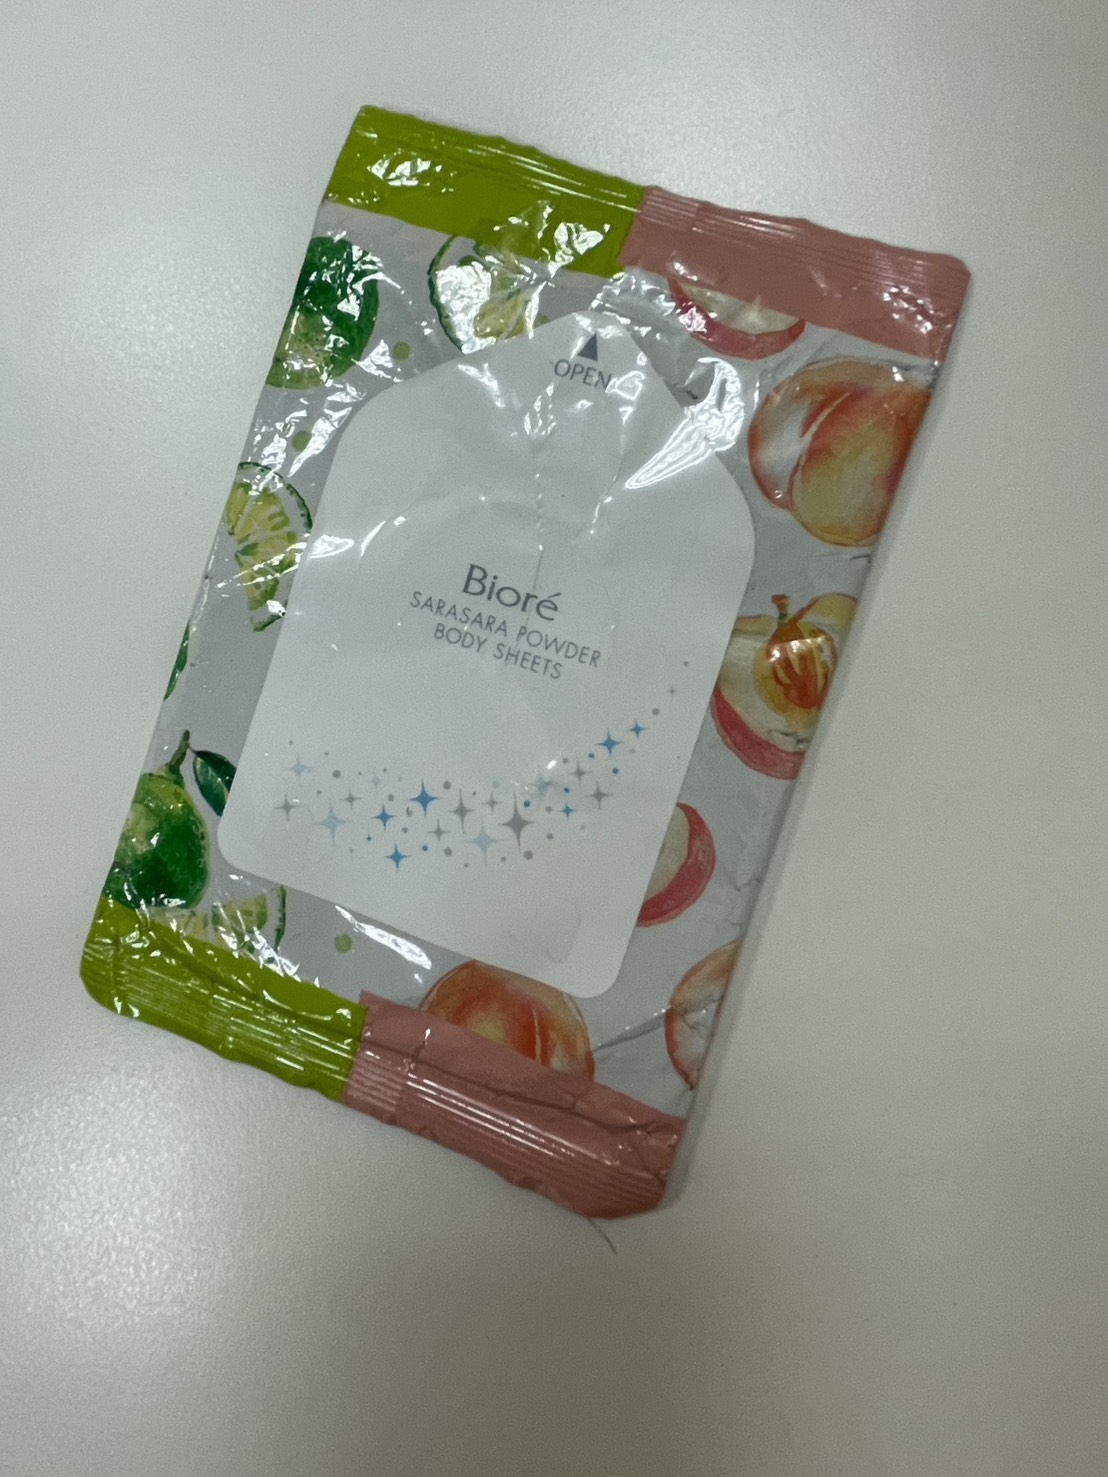 OPEN
Bioré
SARASARA POWDER
BODY SHEETS